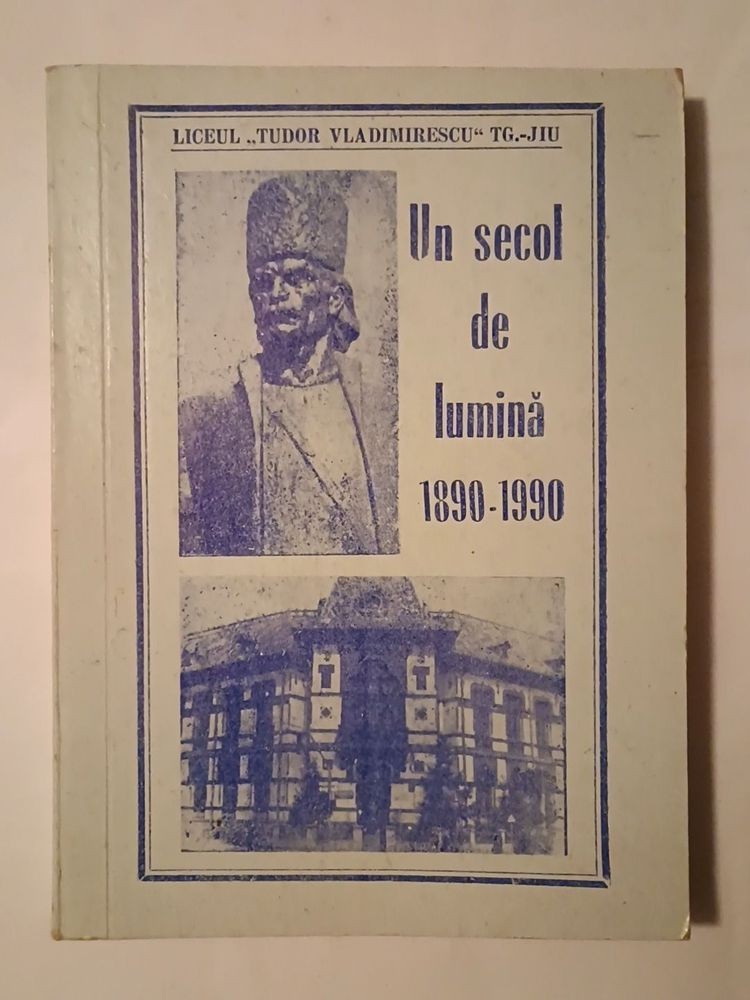 LICEUL „TUDOR VLADIMIRESCU“ TG.-JIU
Un secol
de
lumină
1890-1990